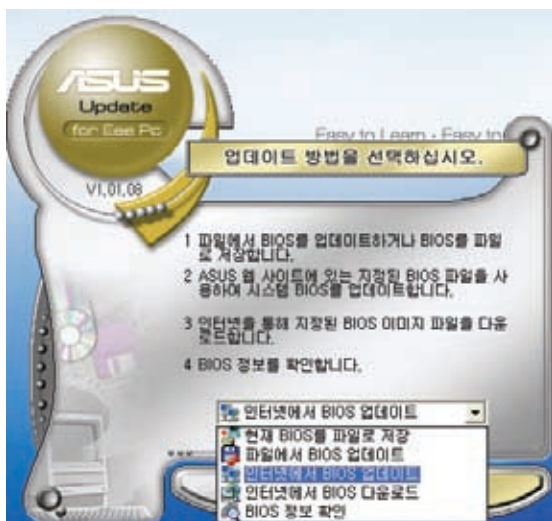 ASUS
Update
for Eee Pc
V1.01.08
Easy to Learn · Easy to
업데이트 방법을 선택하십시오.
1 파일에서 BIOS를 업데이트하거나 BIOS를 파일
로 저장합니다.
2 ASUS 웹 사이트에 있는 지정된 BIOS 파일을 사
용하여 시스템 BIOS를 업데이트합니다.
3 인터넷을 통해 지정된 BIOS 이미지 파일을 다운
로드합니다.
4 BIOS 정보를 확인합니다.
인터넷에서 BIOS 업데이트
현재 BIOS를 파일로 저장
파일에서 BIOS 업데이트
인터넷에서 BIOS 업데이트
인터넷에서 BIOS 다운로드
BIOS 정보 확인